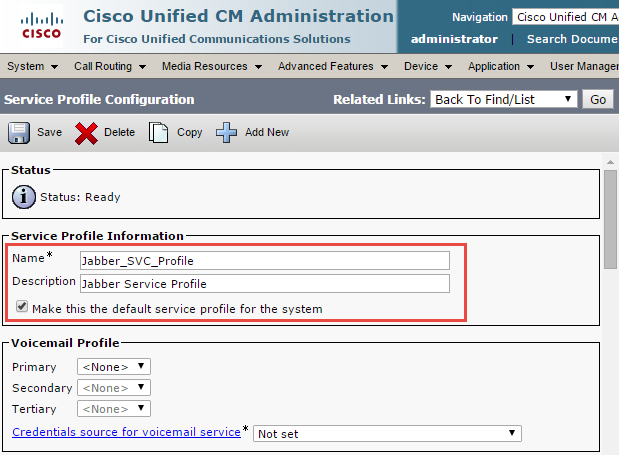 Cisco Unified CM Administration
Navigation Cisco Unified CM A
CISCO
For Cisco Unified Communications Solutions
administrator | Search Docume
System Call Routing Media Resources Advanced Features Device Application User Manager
Service Profile Configuration Related Links: Back To Find/List Go
Save Delete Copy Add New
Status
i Status: Ready
Service Profile Information
Name* Jabber_SVC_Profile
Description Jabber Service Profile
Make this the default service profile for the system
Voicemail Profile
Primary <None>
Secondary <None>
Tertiary <None>
Credentials source for voicemail service* Not set